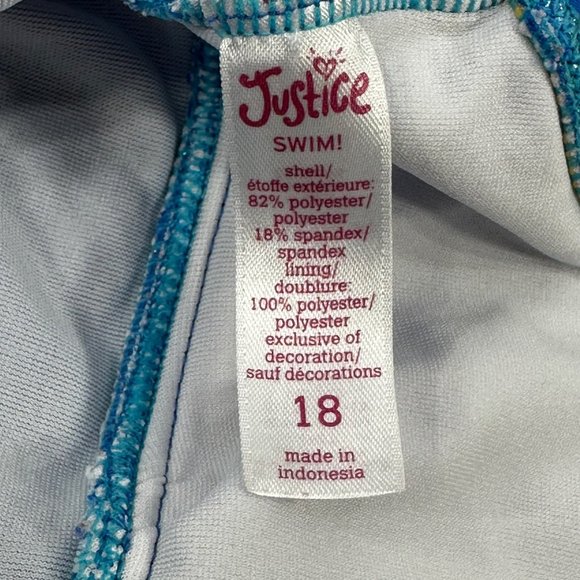 Justice
SWIM!
shell/
étoffe extérieure:
82% polyester/
polyester
18% spandex/
spandex
lining/
doublure:
100% polyester/
polyester
exclusive of
decoration/
sauf décorations
18
made in
indonesia